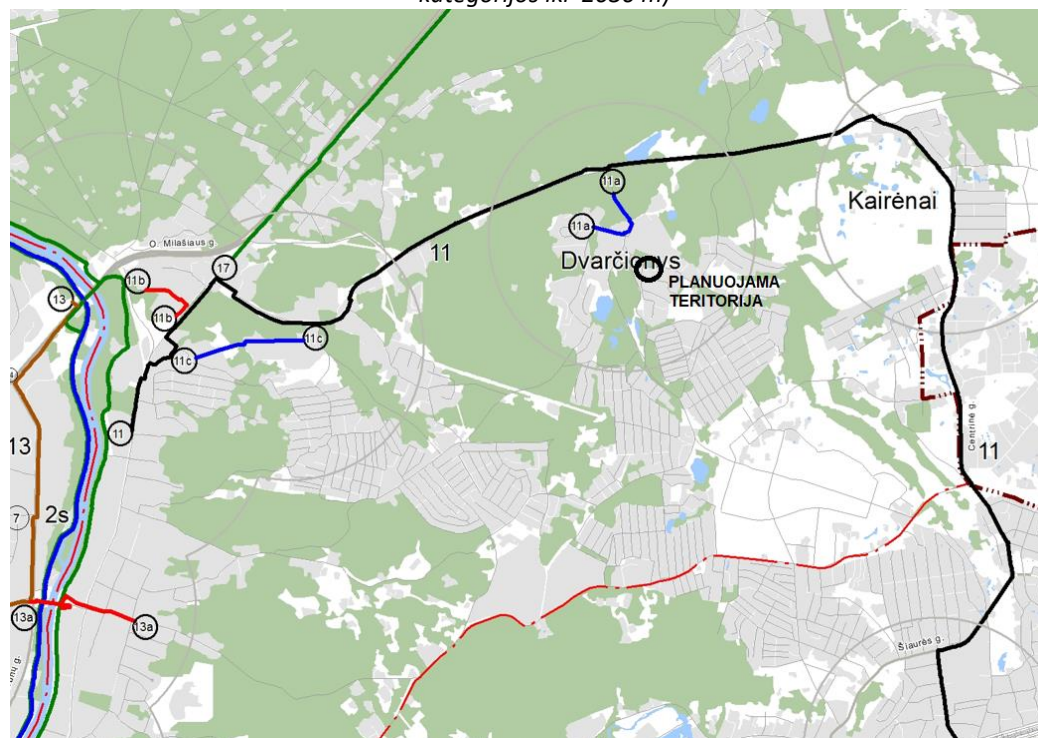 kategorijos iki 2030 m)
11a
Kairėnai
11a
O. Milašiaus g.
11
Dvarčionys
17
11b
PLANUOJAMA
TERITORIJA
13
11b
11c
11c
11
Centrinė g.
13
11
2s
7
13a
13a
Šiaurės g.